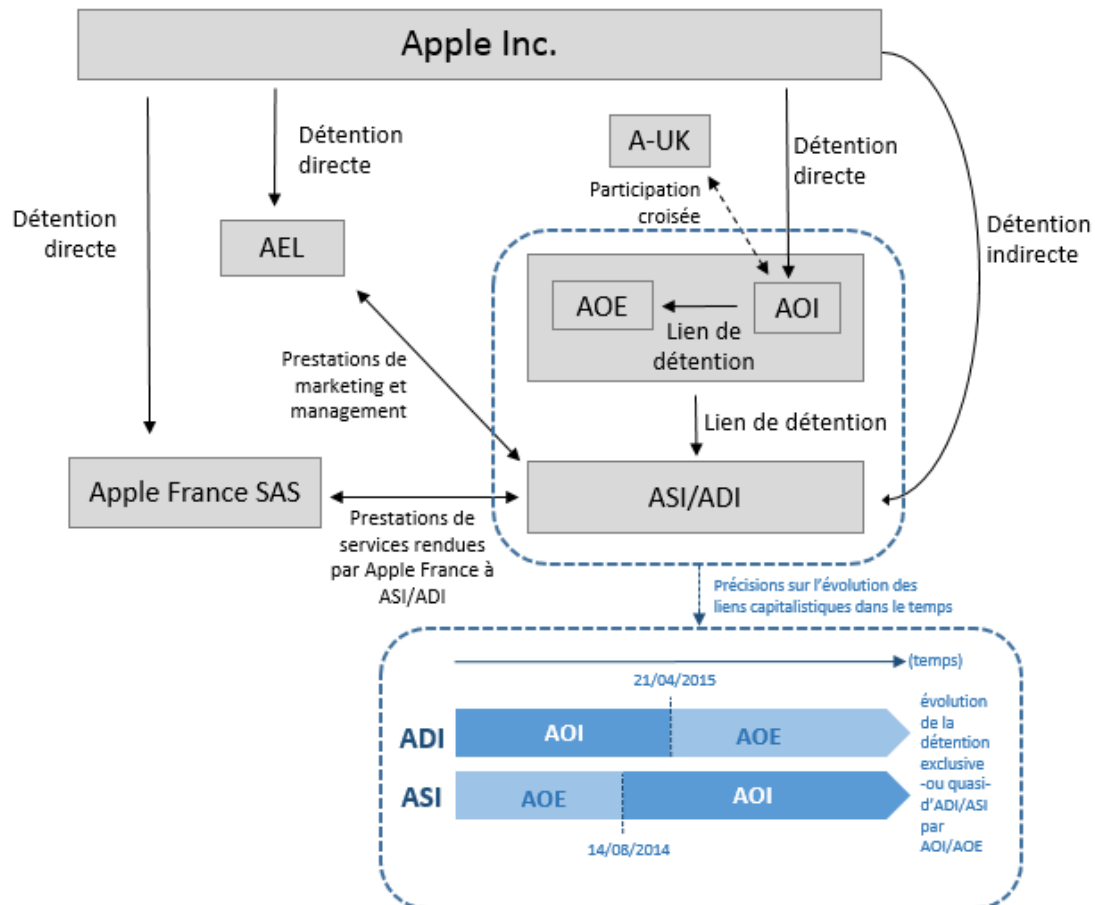 Apple Inc.
Détention
directe
Détention
directe
A-UK
Participation
croisée
Détention
directe
Détention
indirecte
AEL
AOE
AOI
Lien de
détention
Prestations de
marketing et
management
Lien de détention
Apple France SAS
ASI/ADI
Prestations de
services rendues
par Apple France à
ASI/ADI
Précisions sur l’évolution des
liens capitalistiques dans le temps
(temps)
21/04/2015
ADI
AOI
AOE
ASI
AOE
AOI
14/08/2014
évolution
de la
détention
exclusive
-ou quasi-
d’ADI/ASI
par
AOI/AOE